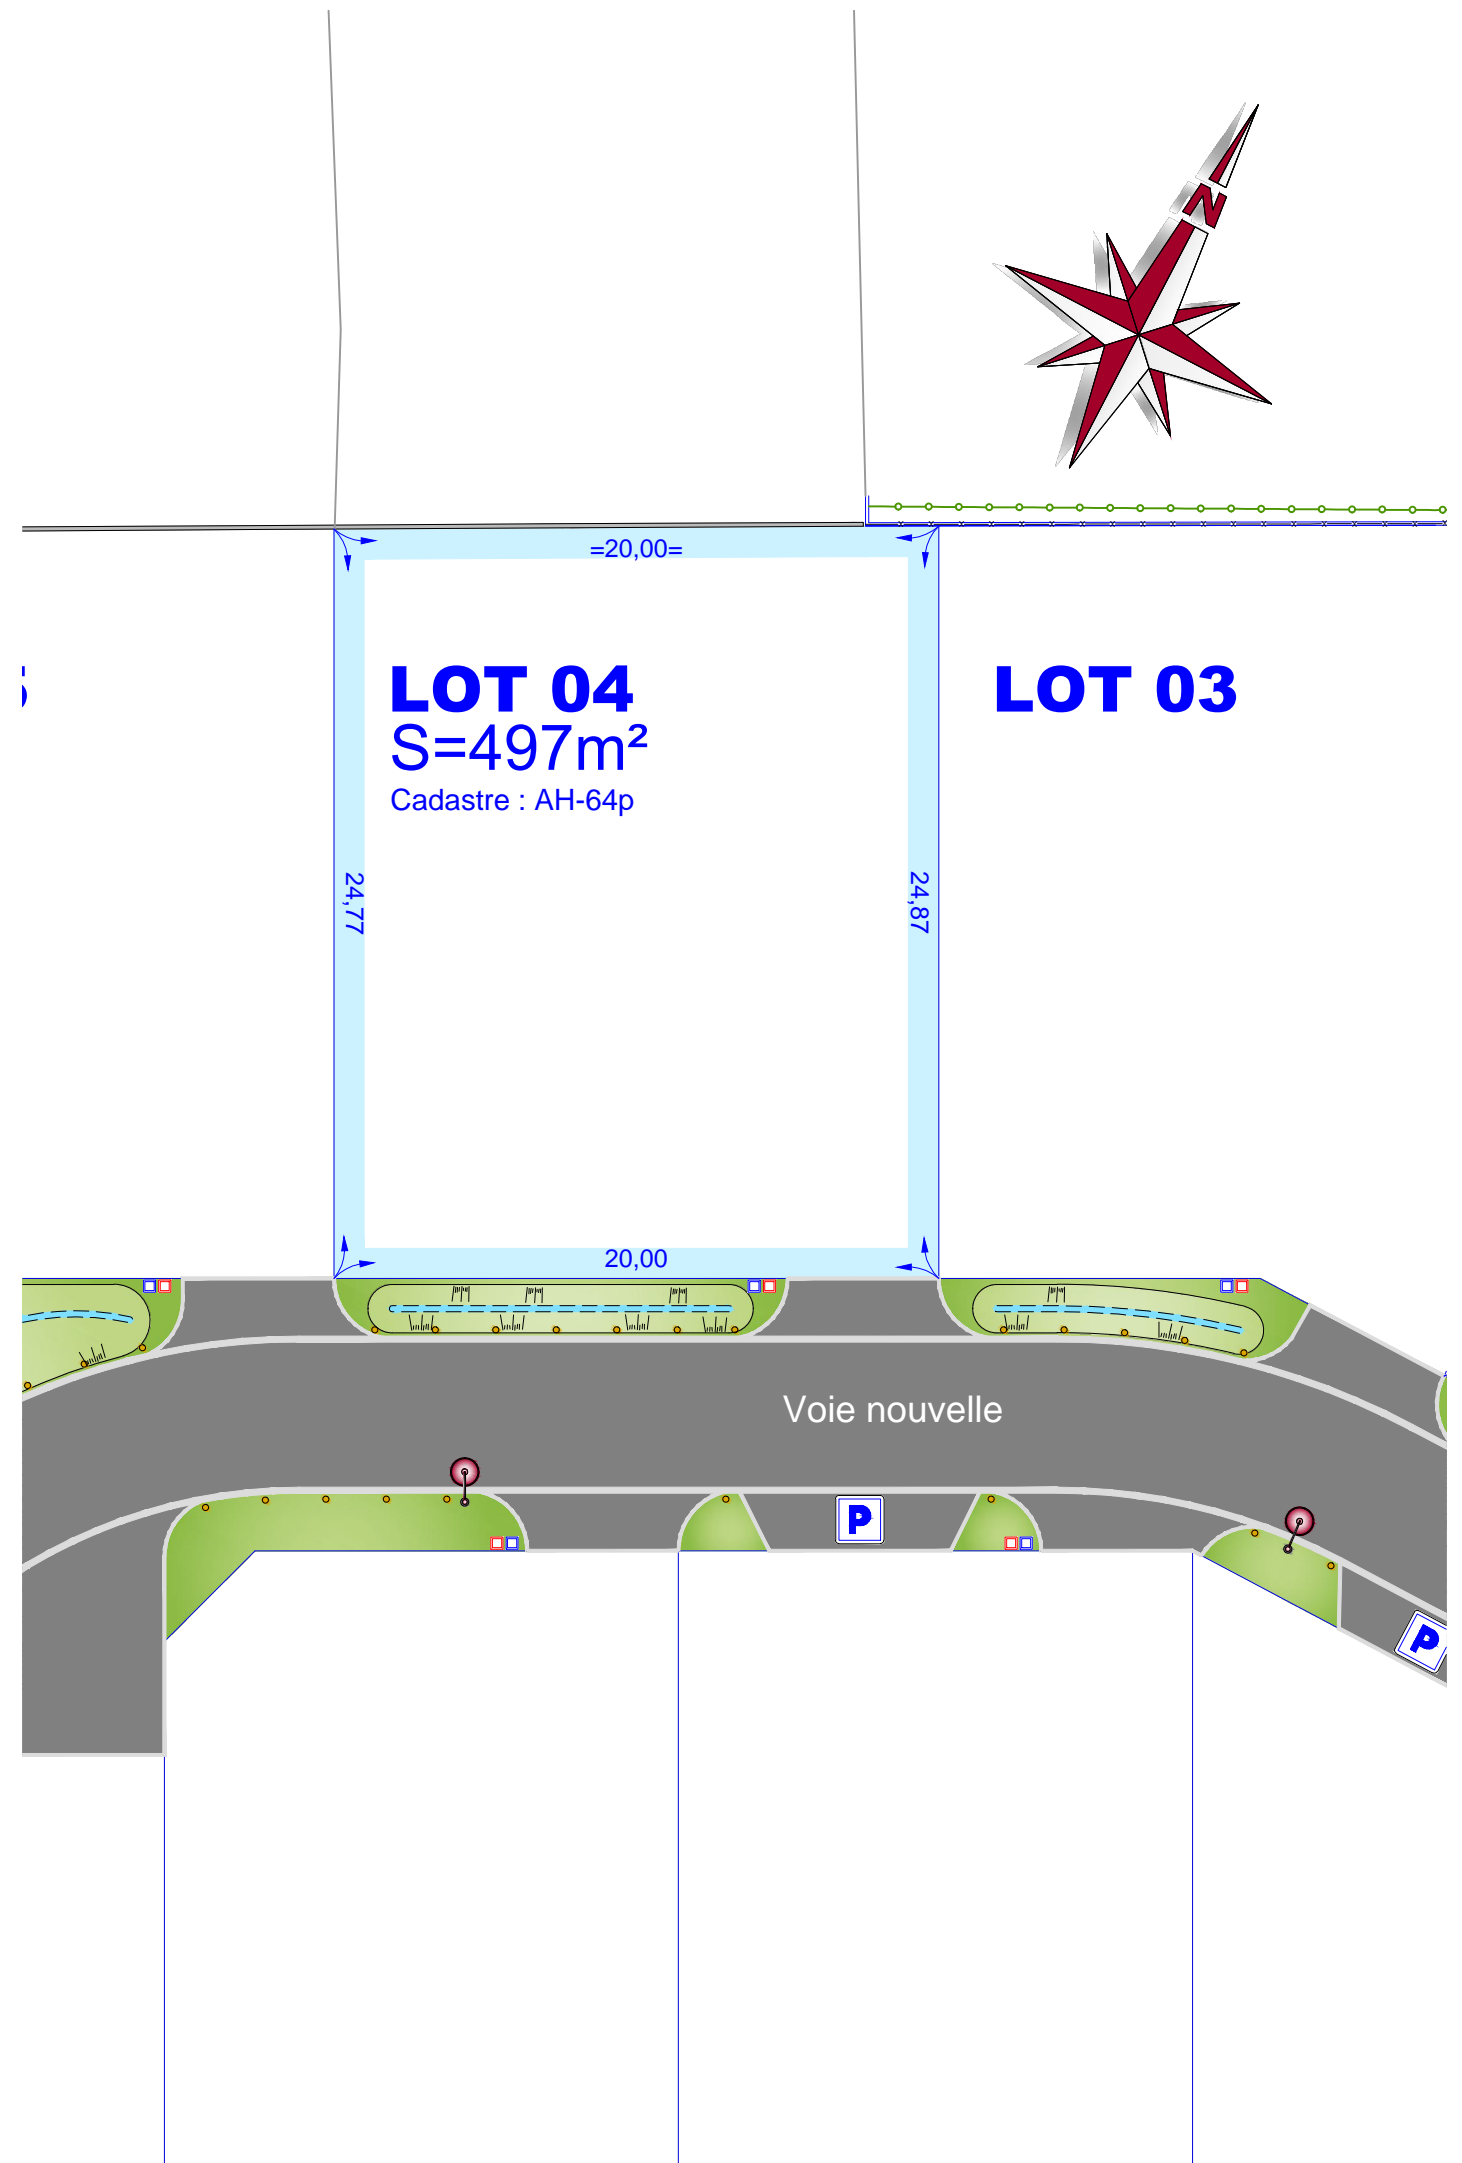 N
=20,00=
LOT 04
S=497m²
Cadastre : AH-64p
LOT 03
24,77
24,87
20,00
Voie nouvelle
P
P